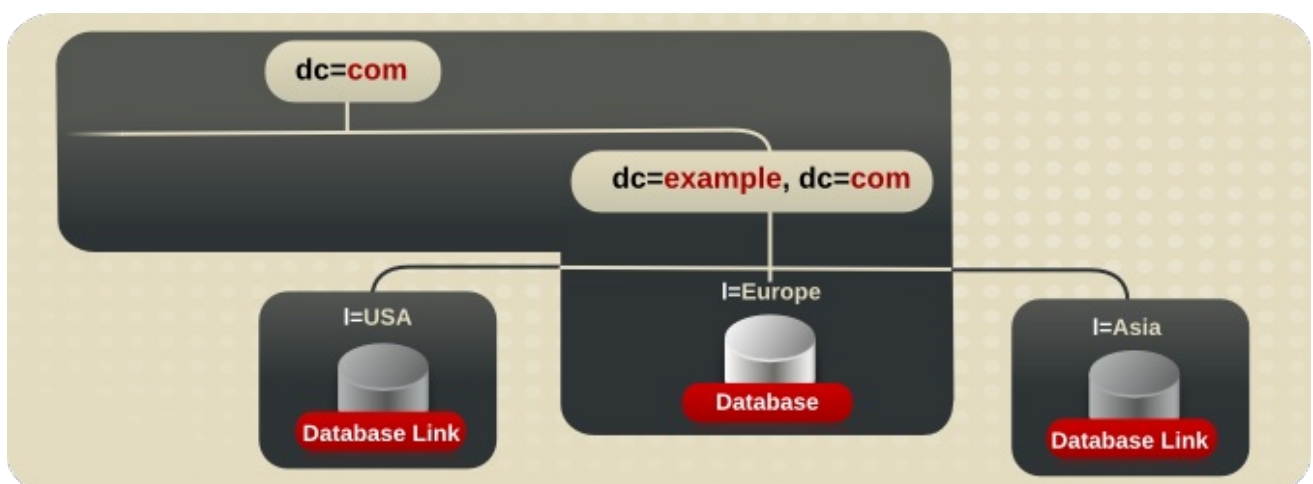 dc=com
dc=example, dc=com
l=Europe
l=USA
l=Asia
Database
Database Link
Database Link